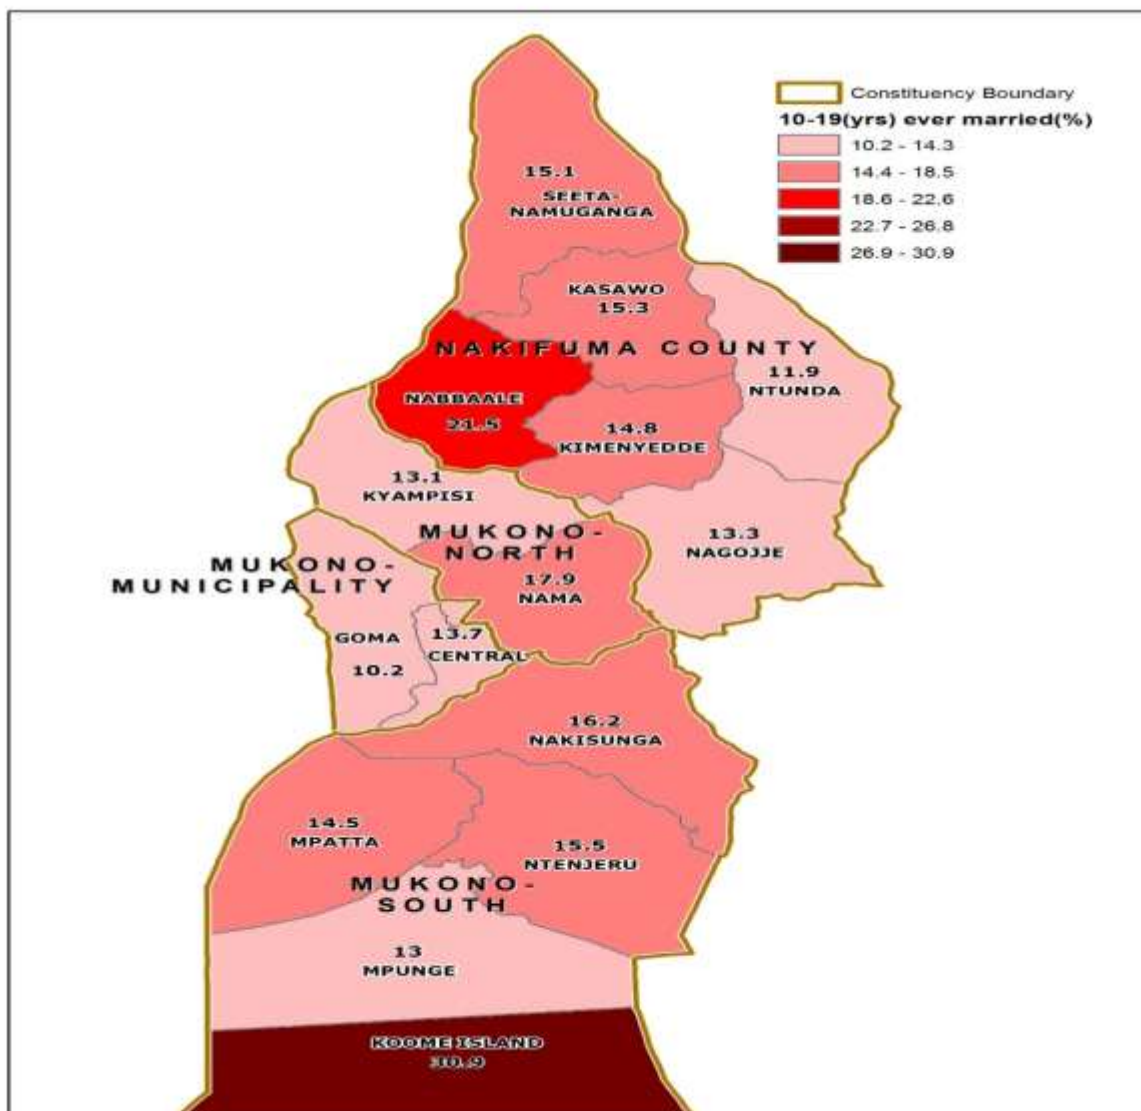 Constituency Boundary
10-19(yrs) ever married(%)
10.2 - 14.3
14.4 - 18.5
18.6 - 22.6
22.7 - 26.8
26.9 - 30.9
15.1
SEETA-
NAMUGANGA
KASAWO
15.3
NAKIFUMA COUNTY
11.9
NTUNDA
NABBAALE
21.5
14.8
KIMENYEDDE
13.1
KYAMPISI
MUKONO-
NORTH
13.3
NAGOJJE
MUKONO-
MUNICIPALITY
17.9
NAMA
GOMA
10.2
13.7
CENTRAL
16.2
NAKISUNGA
14.5
MPATTA
15.5
NTENJERU
MUKONO-
SOUTH
13
MPUNGE
KOOME ISLAND
30.9